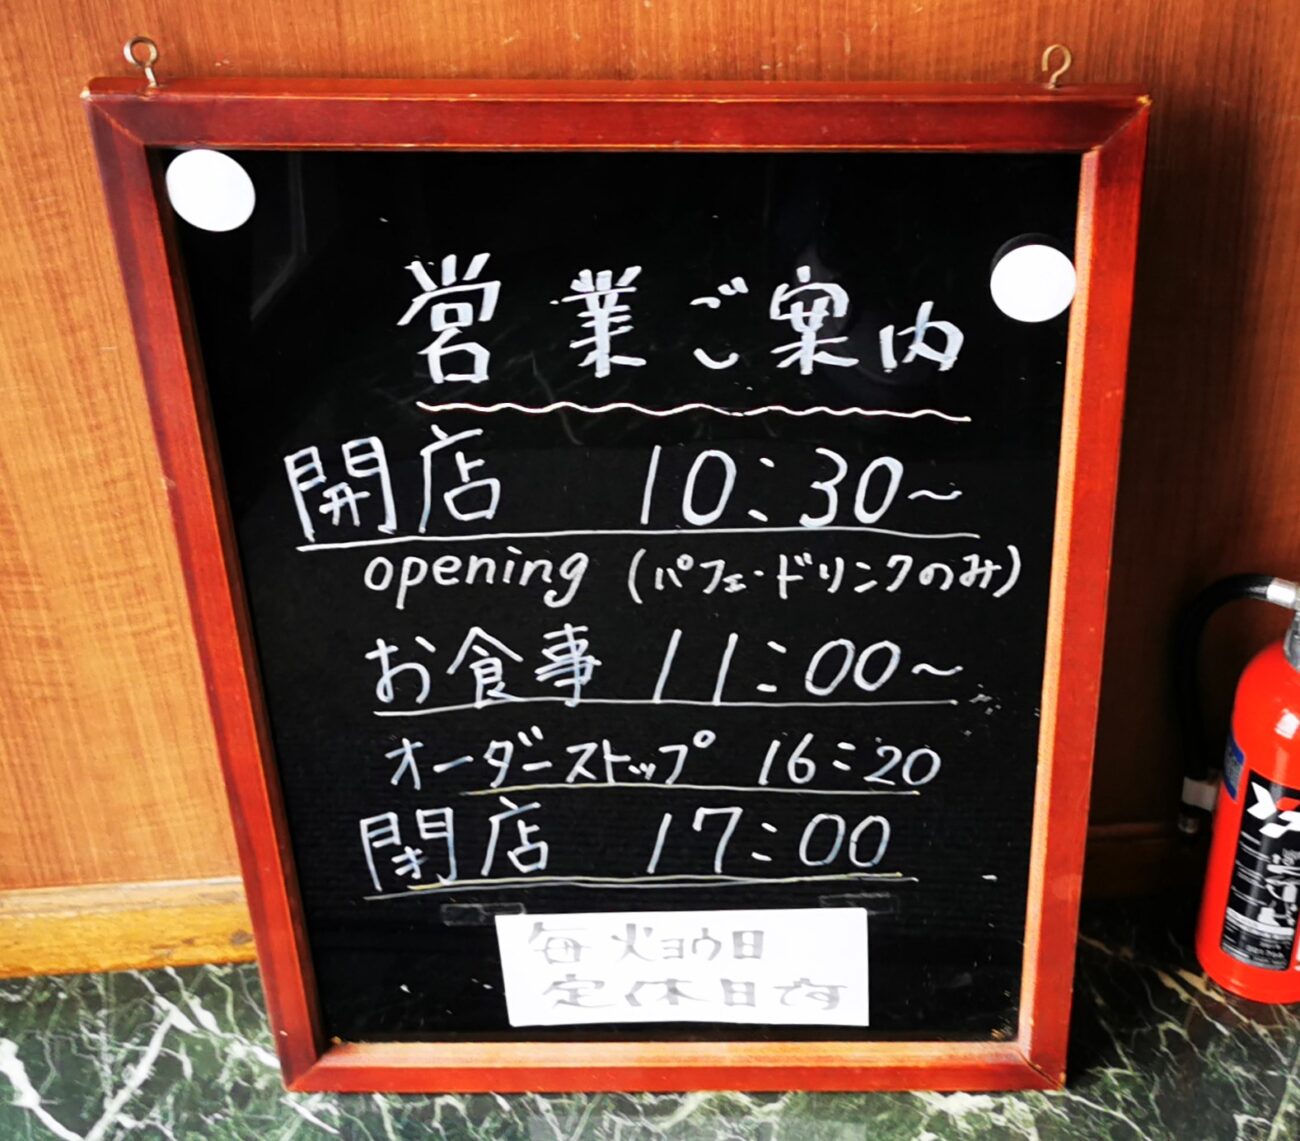 営業ご案内
開店 10:30~
opening (パフェ・ドリンクのみ)
お食事 11:00~
オーダーストップ 16:20
閉店 17:00
毎火ヨウ日
定休日です